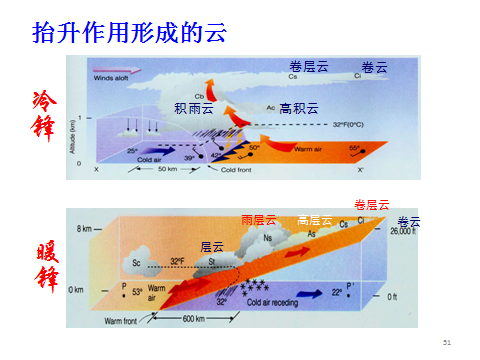 抬升作用形成的云
冷锋
Winds aloft
卷层云 卷云
Cs Ci
Cb
积雨云
Ac 高积云
32°F(0°C)
Altitude (km)
1
0
25°
Cold air
39°
42°
50°
Warm air
55°
X
50 km
Cold front
X'
暖锋
8 km
0 km
卷层云
雨层云 高层云
Cs Ci 卷云
26,000 ft
Ns As
层云
Sc 32°F St
P
53°
Warm air
32°
Cold air receding
22°
P'
0 ft
Warm front
600 km
51